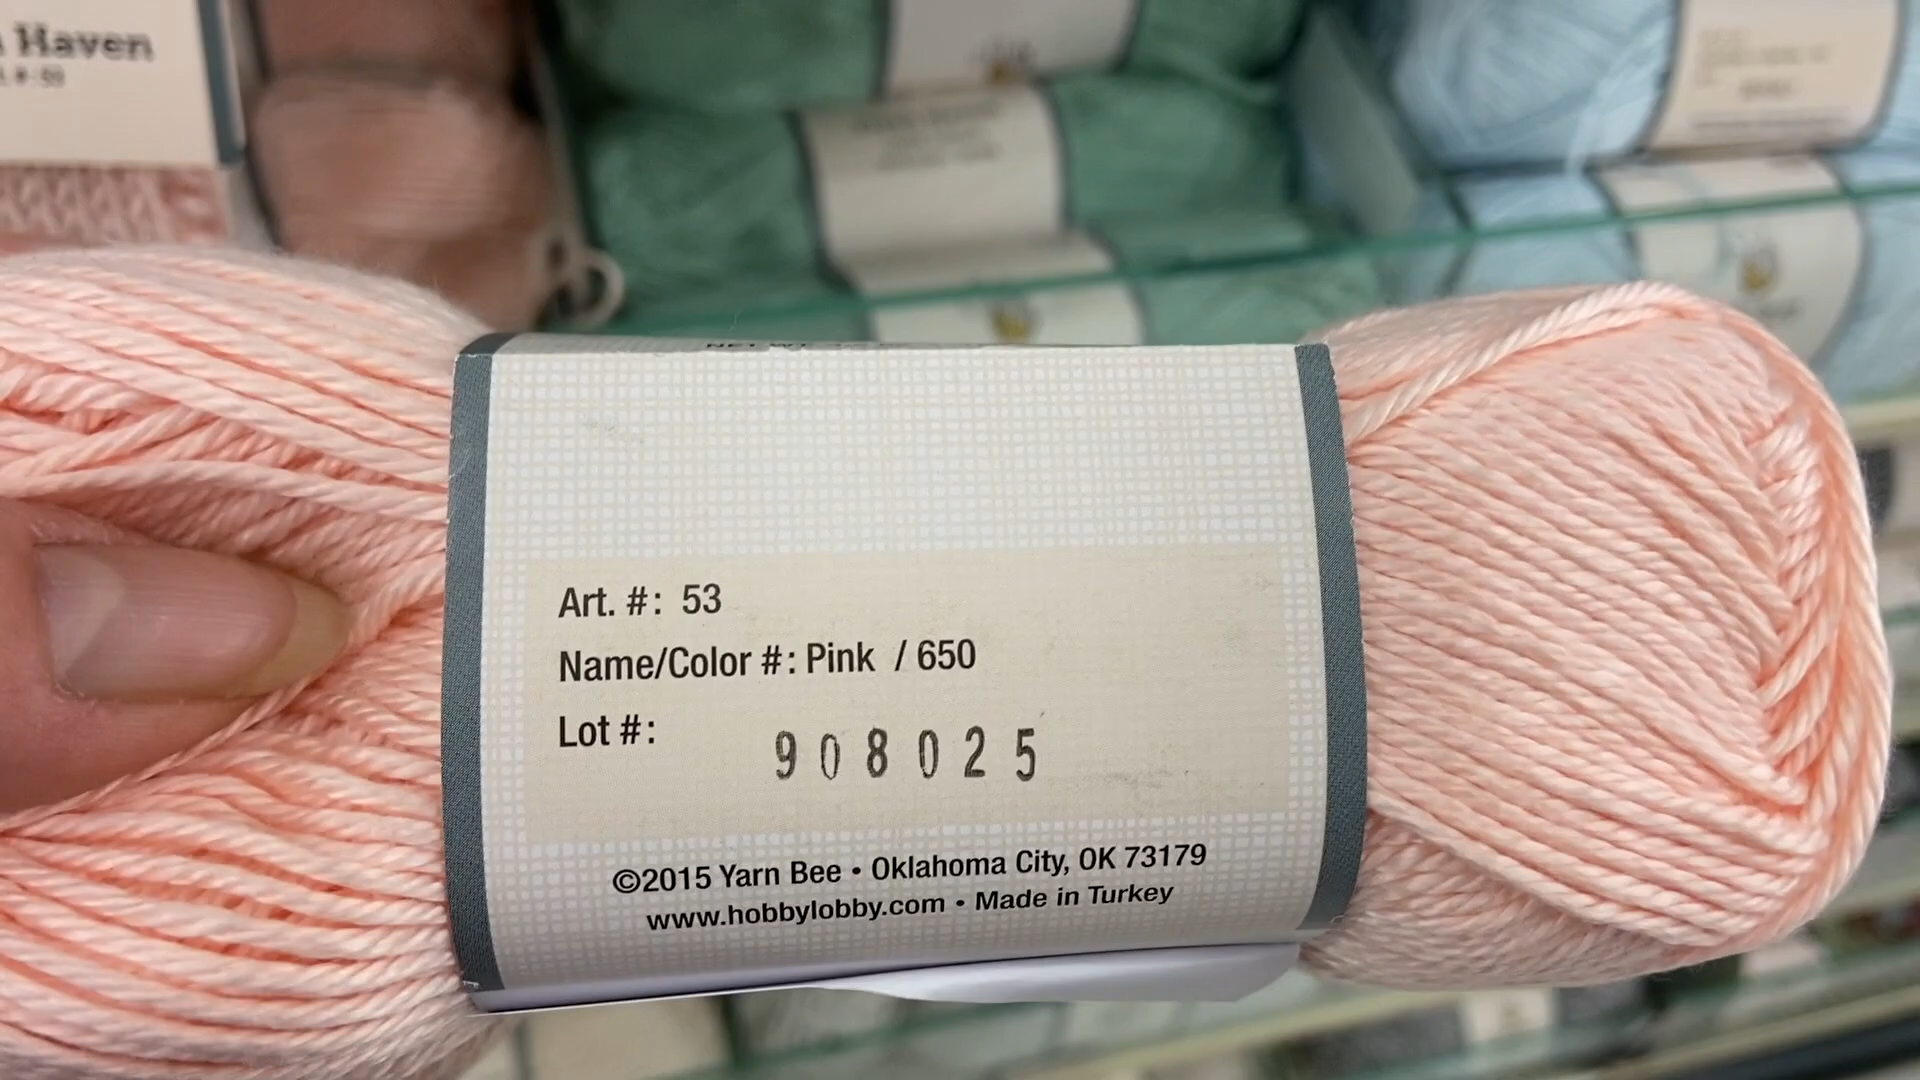 Haven
#: 53
Art. #: 53
Name/Color #: Pink / 650
Lot #:
908025
©2015 Yarn Bee • Oklahoma City, OK 73179
www.hobbylobby.com • Made in Turkey